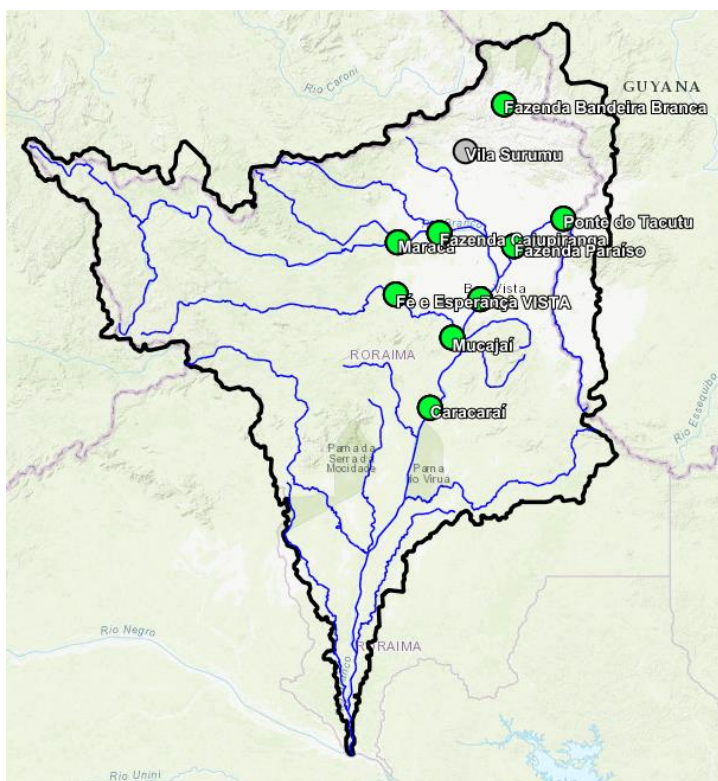 Rio Caroni
GUYANA
Fazenda Bandeira Branca
Vila Surumu
Ponte do Tacutu
Fazenda Cajupiranga
Maracá
Fazenda Paraíso
Fé e Esperança
VISTA
Mucajaí
RORAIMA
Caracaraí
Rio Essequibo
Parna da
Serra da
Mocidade
Parna
do Viruá
Rio Negro
RORAIMA
Rio Unini